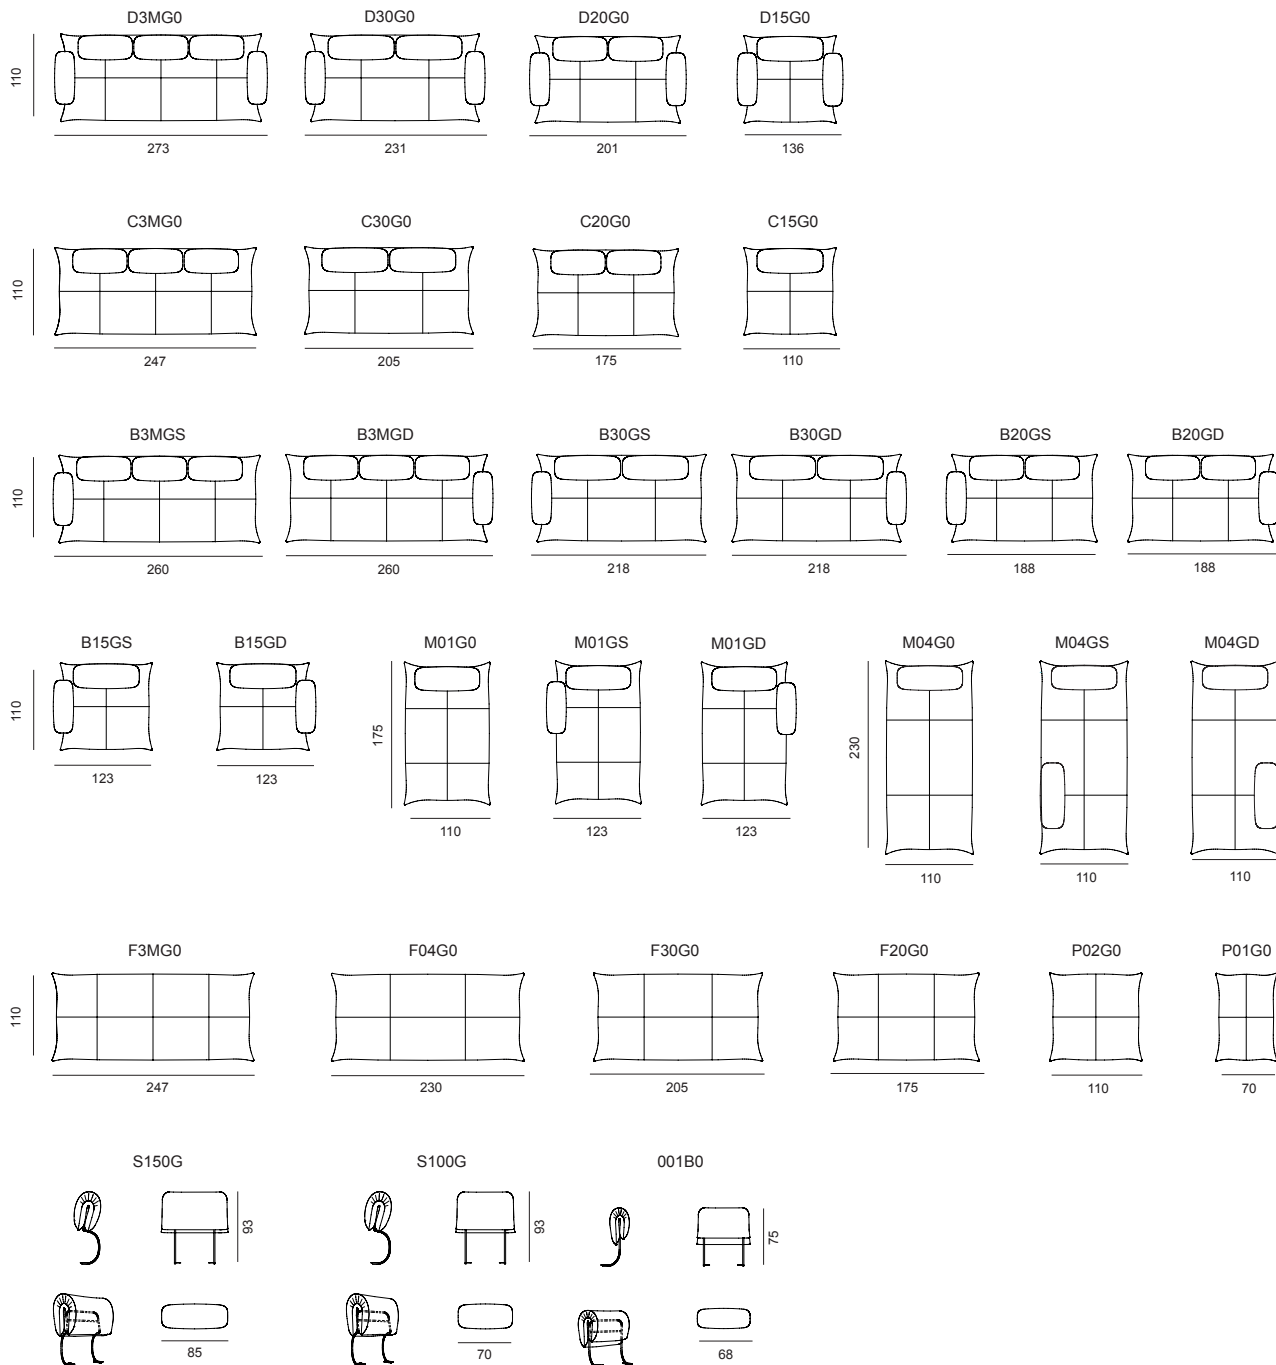 D3MG0 D30G0 D20G0 D15G0
110
273 231 201 136
C3MG0 C30G0 C20G0 C15G0
110
247 205 175 110
B3MGS B3MGD B30GS B30GD B20GS B20GD
110
260 260 218 218 188 188
B15GS B15GD M01G0 M01GS M01GD M04G0 M04GS M04GD
110 175 230
123 123 110 123 123 110 110 110
F3MG0 F04G0 F30G0 F20G0 P02G0 P01G0
110
247 230 205 175 110 70
S150G S100G 001B0
93 93 75
85 70 68